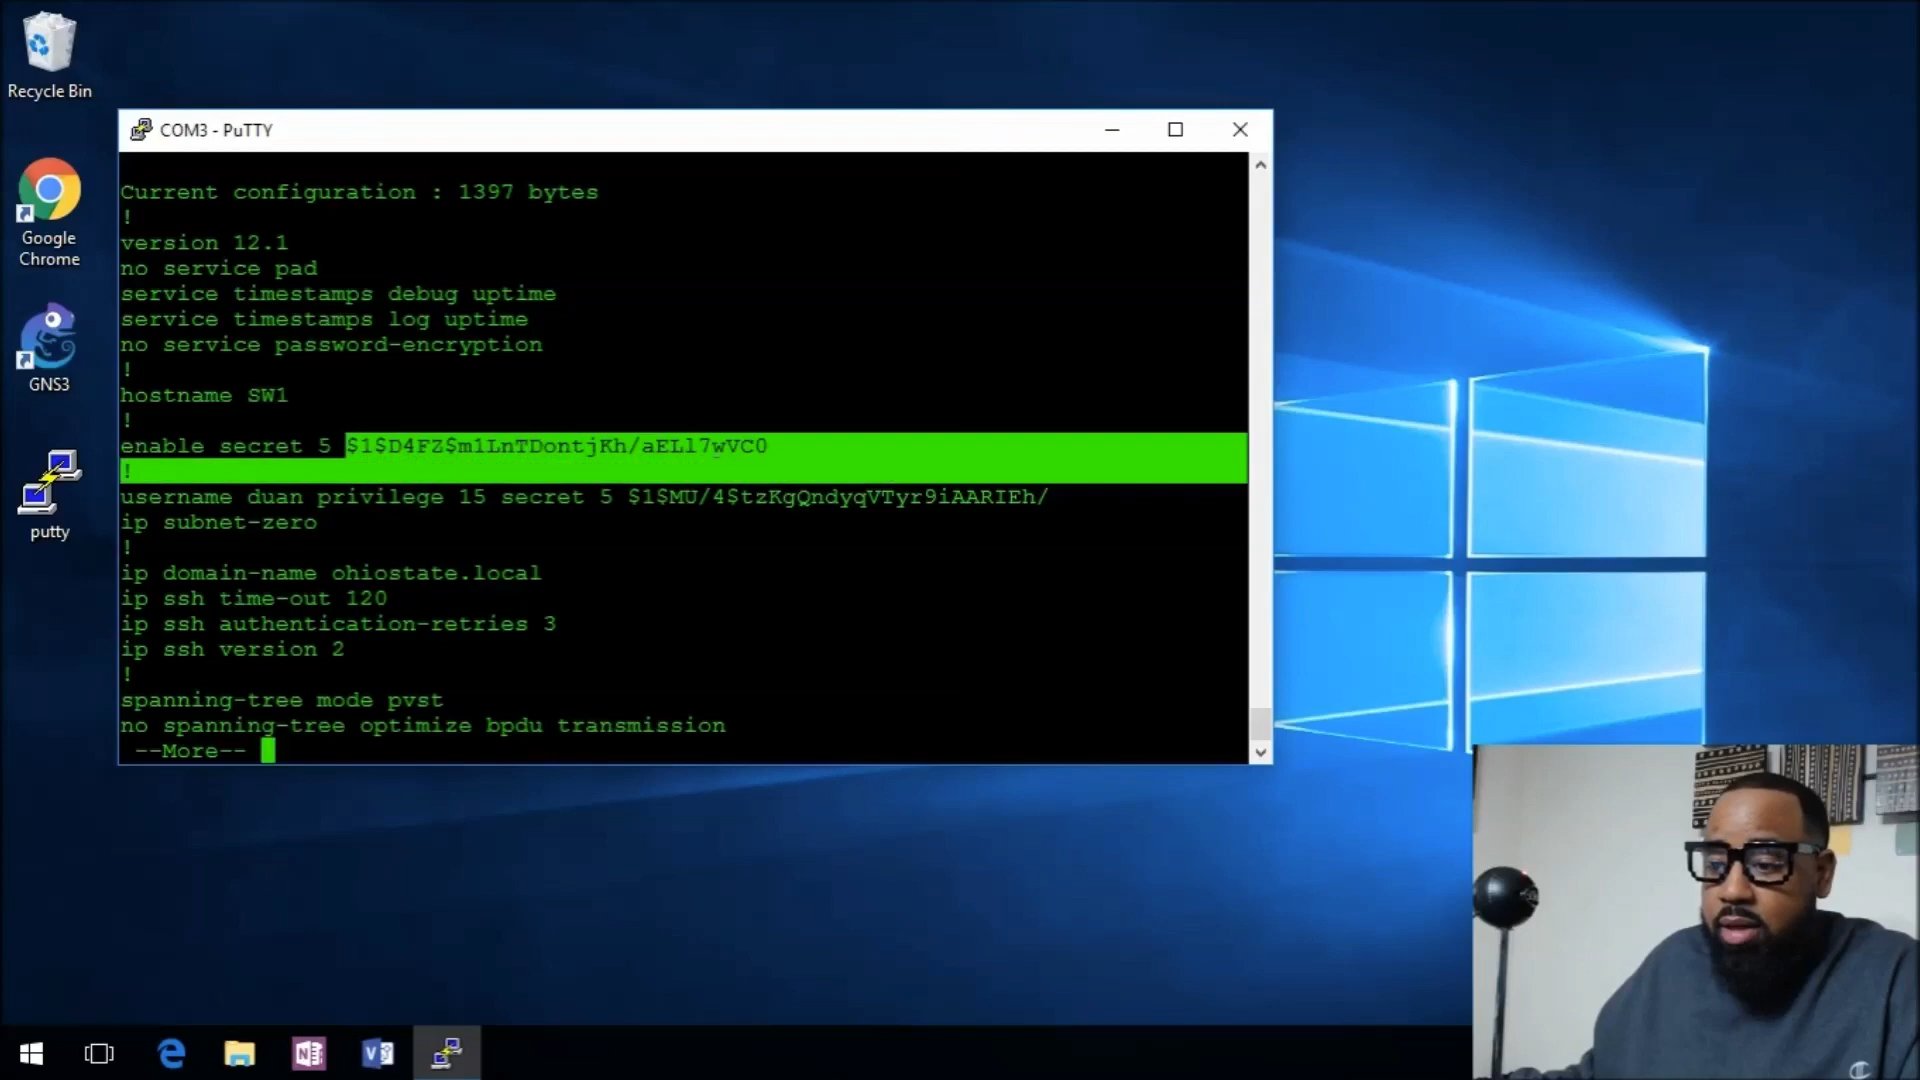 Recycle Bin
Google
Chrome
GNS3
putty
COM3 - PuTTY
Current configuration : 1397 bytes
!
version 12.1
no service pad
service timestamps debug uptime
service timestamps log uptime
no service password-encryption
!
hostname SW1
!
enable secret 5 $1$D4FZ$m1LnTDontjKh/aELl7wVC0
!
username duan privilege 15 secret 5 $1$MU/4$tzKgQndyqVTyr9iAARIEh/
ip subnet-zero
!
ip domain-name ohiostate.local
ip ssh time-out 120
ip ssh authentication-retries 3
ip ssh version 2
!
spanning-tree mode pvst
no spanning-tree optimize bpdu transmission
--More--